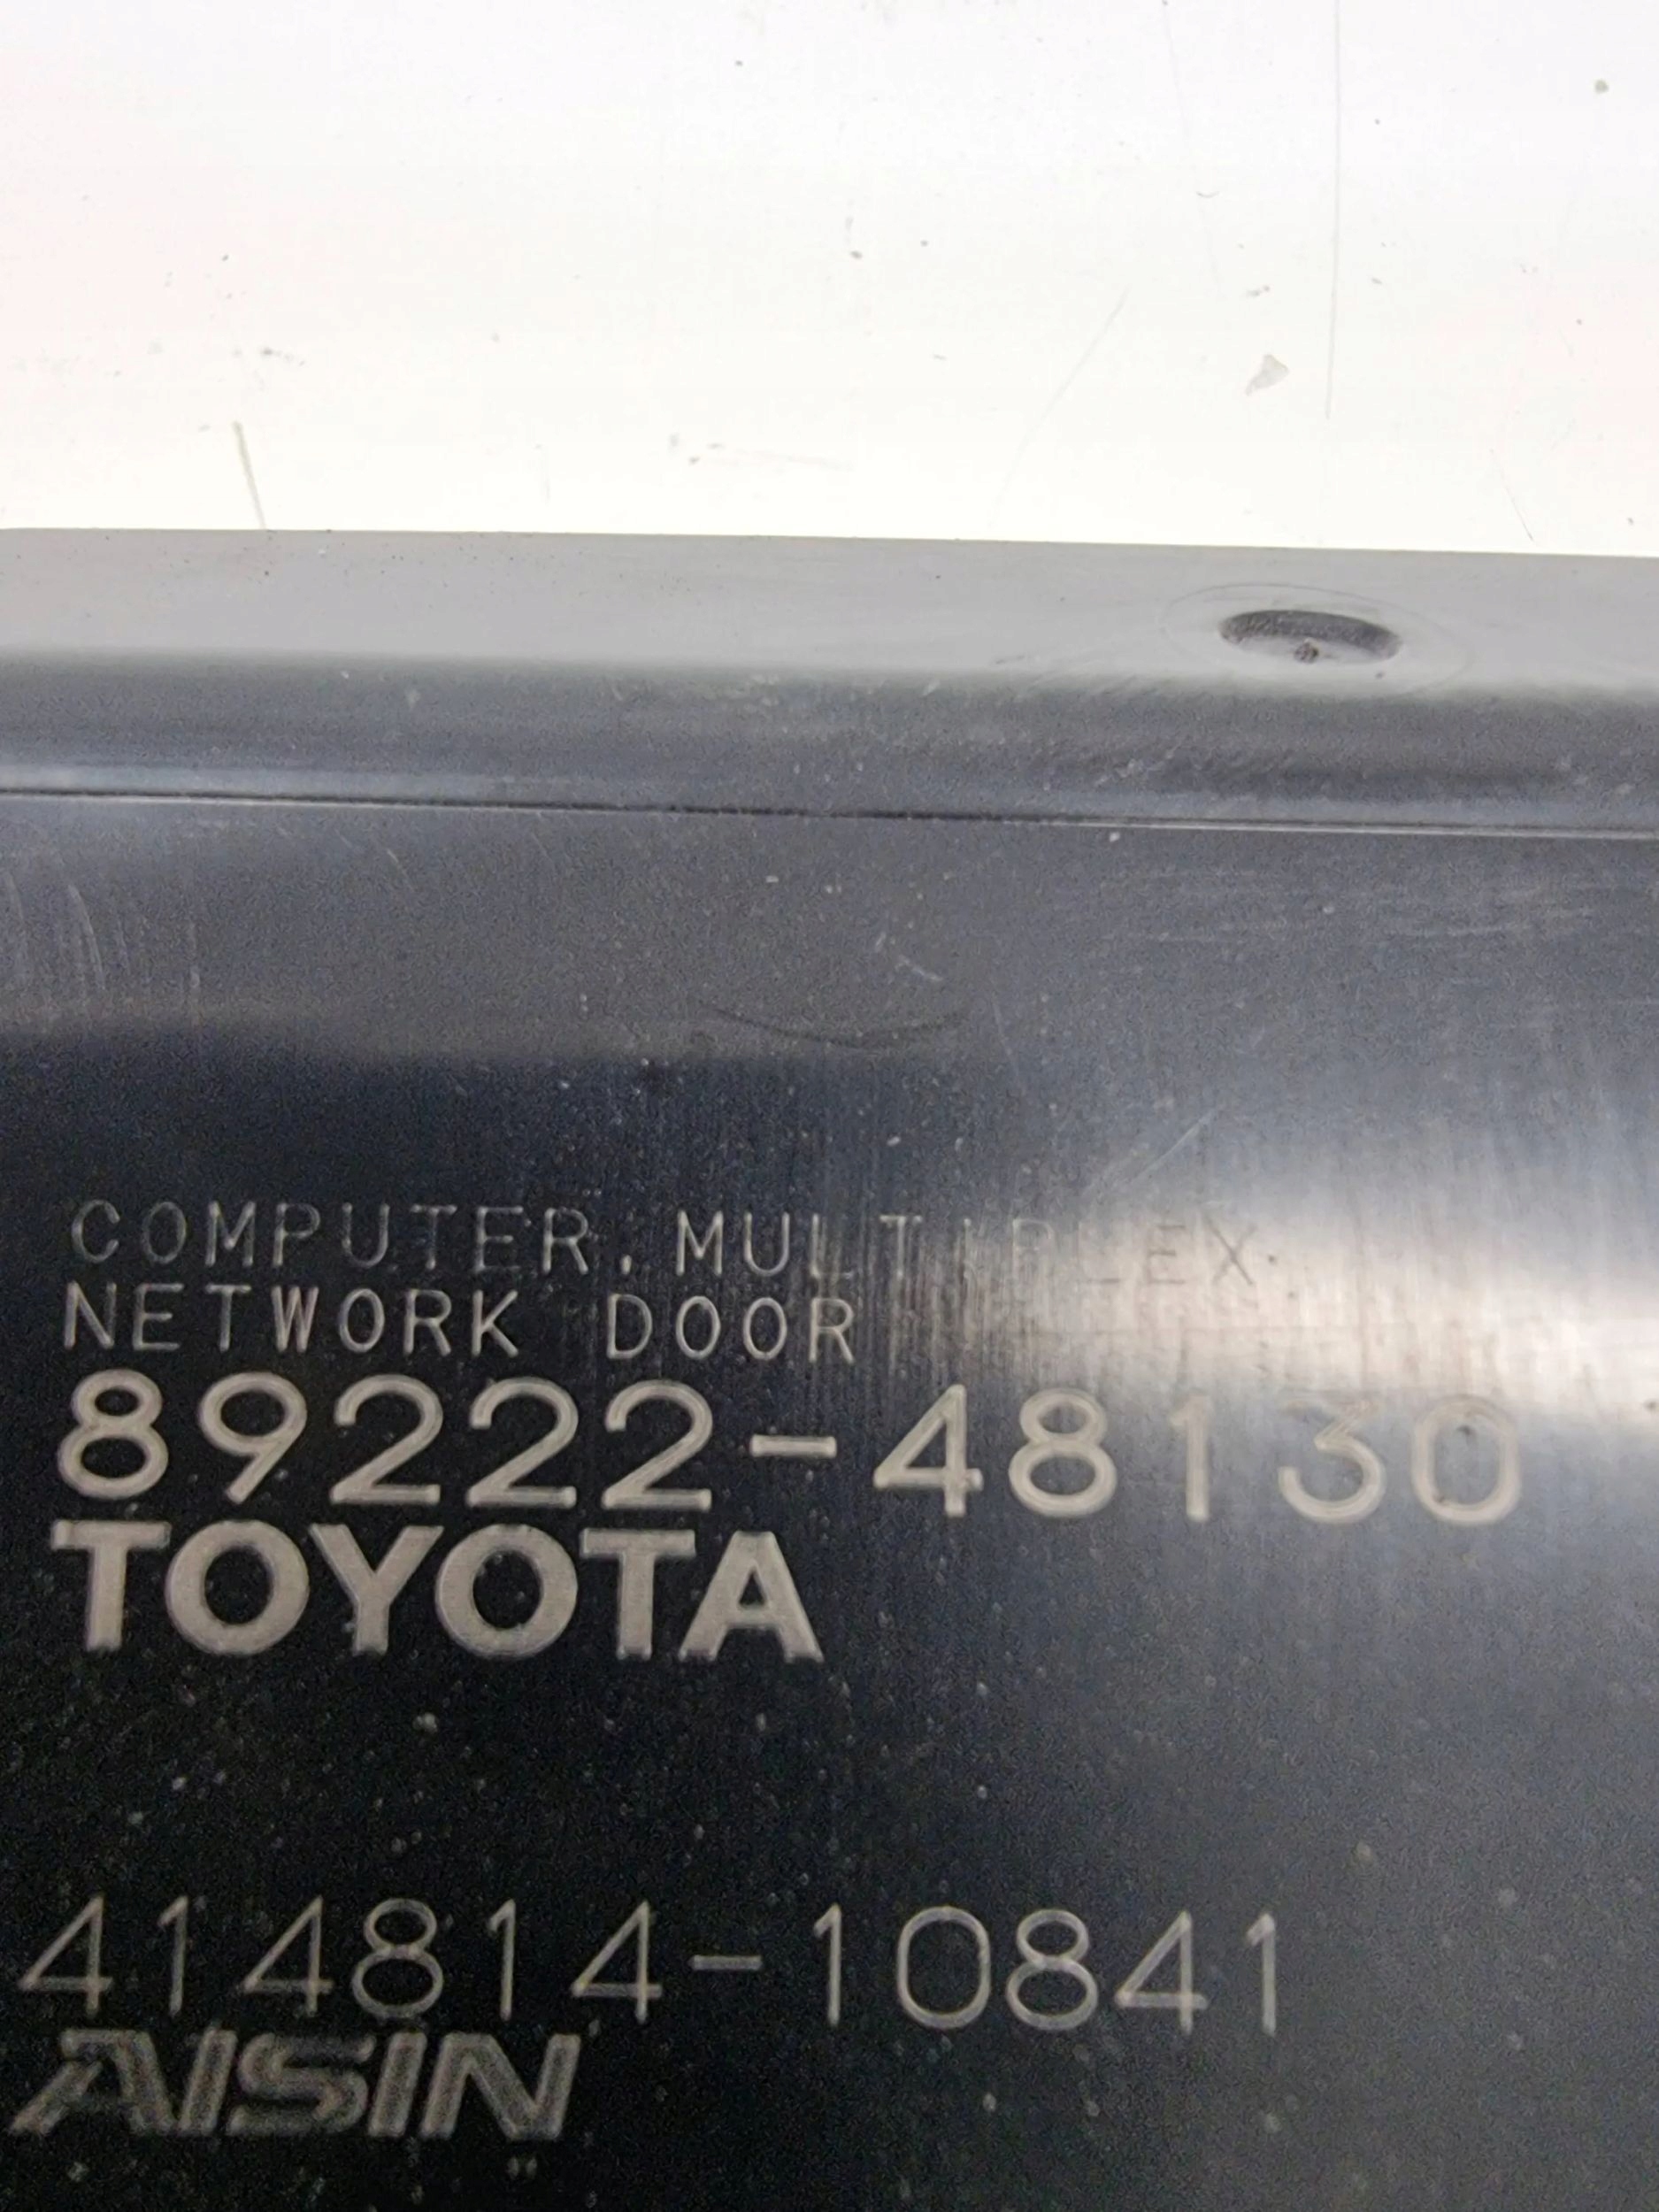 COMPUTER, MULTIPLEX
NETWORK DOOR
89222-48130
TOYOTA
414814-10841
AISIN